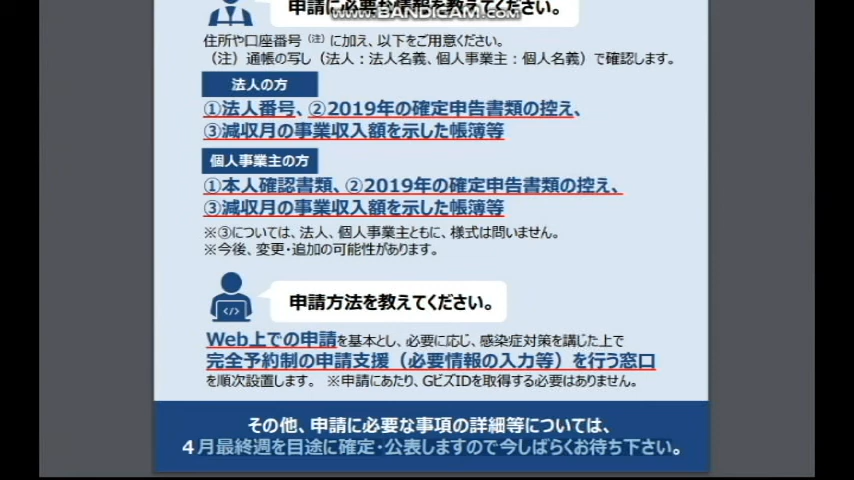 申請に必要な情報を教えてください。
www.BANDICAM.com
住所や口座番号（注）に加え、以下をご用意ください。
（注）通帳の写し（法人：法人名義、個人事業主：個人名義）で確認します。
法人の方
①法人番号、②2019年の確定申告書類の控え、
③減収月の事業収入額を示した帳簿等
個人事業主の方
①本人確認書類、②2019年の確定申告書類の控え、
③減収月の事業収入額を示した帳簿等
※③については、法人、個人事業主ともに、様式は問いません。
※今後、変更・追加の可能性があります。
申請方法を教えてください。
</>
Web上での申請を基本とし、必要に応じ、感染症対策を講じた上で
完全予約制の申請支援（必要情報の入力等）を行う窓口
を順次設置します。 ※申請にあたり、GビズIDを取得する必要はありません。
その他、申請に必要な事項の詳細等については、
４月最終週を目途に確定・公表しますので今しばらくお待ち下さい。